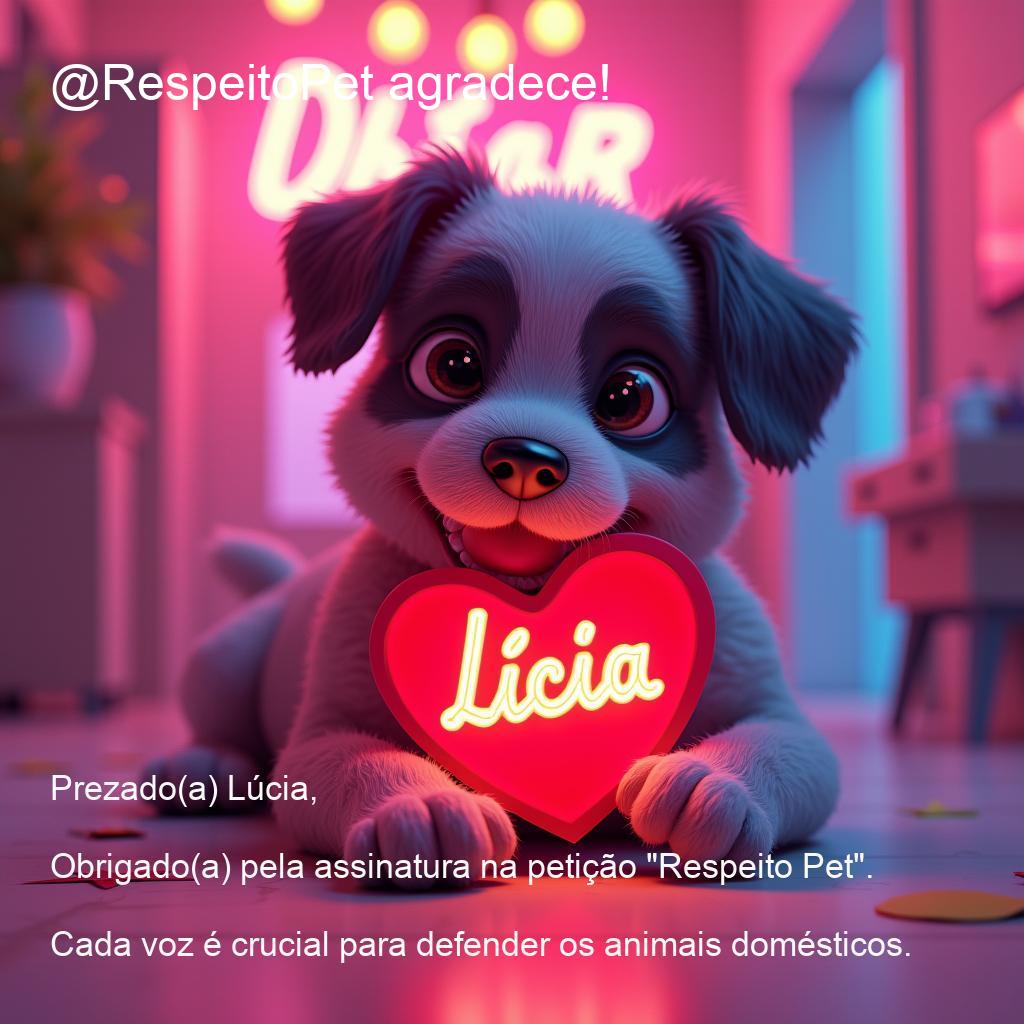 @RespeitoPet agradece!
Lícia
Prezado(a) Lúcia,
Obrigado(a) pela assinatura na petição "Respeito Pet".
Cada voz é crucial para defender os animais domésticos.